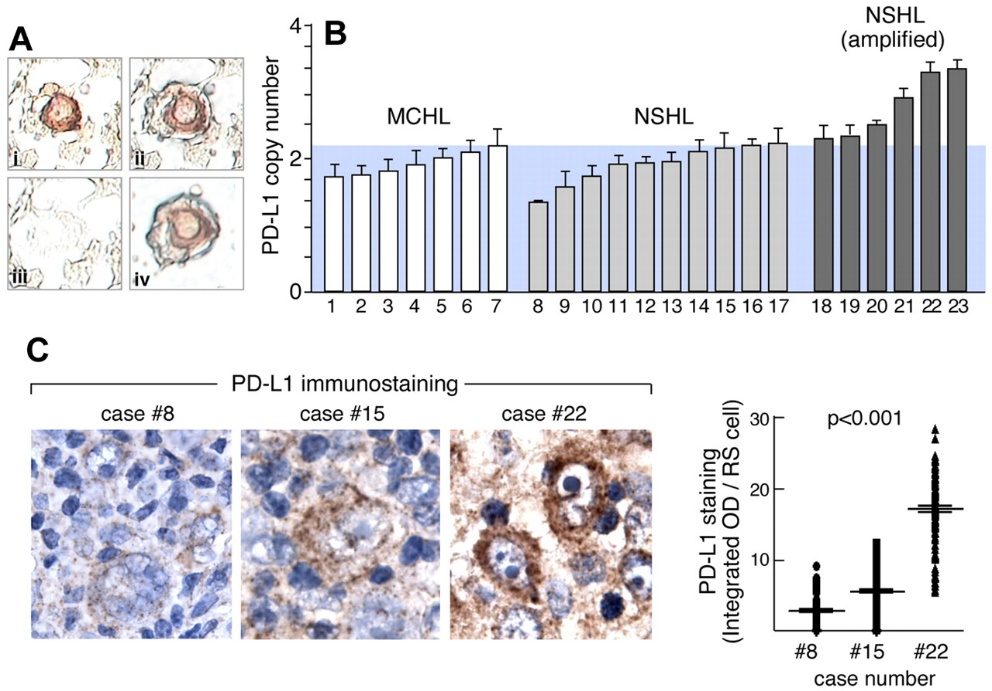 A
i
ii
iii
iv
B
PD-L1 copy number
4
2
0
MCHL
NSHL
NSHL
(amplified)
1 2 3 4 5 6 7 8 9 10 11 12 13 14 15 16 17 18 19 20 21 22 23
C
PD-L1 immunostaining
case #8
case #15
case #22
PD-L1 staining
(Integrated OD / RS cell)
30
20
10
p<0.001
#8 #15 #22
case number